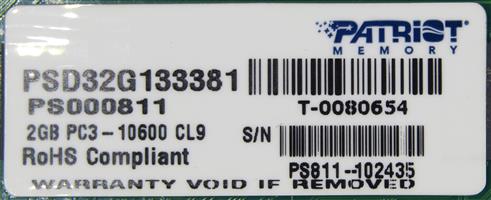 PATRIOT
MEMORY
PSD32G133381
PS000811
T-0080654
2GB PC3-10600 CL9
S/N
RoHS Compliant
PS811-102435
WARRANTY VOID IF REMOVED